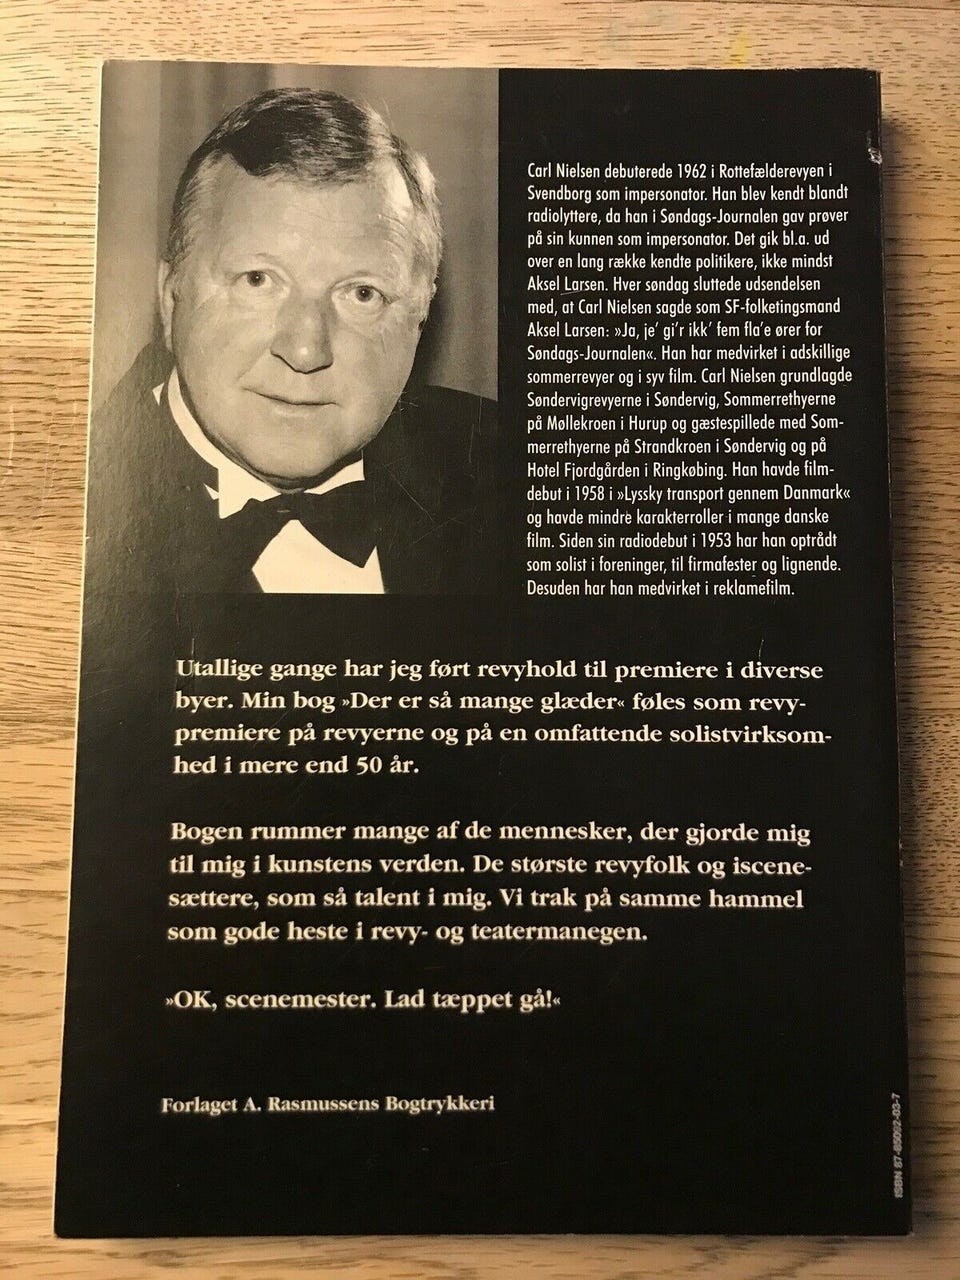 Carl Nielsen debuterede 1962 i Rottefælderevyen i
Svendborg som impersonator. Han blev kendt blandt
radiolyttere, da han i Søndags-Journalen gav prøver
på sin kunnen som impersonator. Det gik bl.a. ud
over en lang række kendte politikere, ikke mindst
Aksel Larsen. Hver søndag sluttede udsendelsen
med, at Carl Nielsen sagde som SF-folketingsmand
Aksel Larsen: »Ja, je' gi'r ikk' fem fla'e ører for
Søndags-Journalen«. Han har medvirket i adskillige
sommerrevyer og i syv film. Carl Nielsen grundlagde
Søndervigrevyerne i Søndervig, Sommerrethyerne
på Møllekroen i Hurup og gæstespillede med Som-
merrethyerne på Strandkroen i Søndervig og på
Hotel Fjordgården i Ringkøbing. Han havde film-
debut i 1958 i »Lyssky transport gennem Danmark«
og havde mindre karakterroller i mange danske
film. Siden sin radiodebut i 1953 har han optrådt
som solist i foreninger, til firmafester og lignende.
Desuden har han medvirket i reklamefilm.
Utallige gange har jeg ført revyhold til premiere i diverse
byer. Min bog »Der er så mange glæder« føles som revy-
premiere på revyerne og på en omfattende solistvirksom-
hed i mere end 50 år.
Bogen rummer mange af de mennesker, der gjorde mig
til mig i kunstens verden. De største revyfolk og iscene-
sættere, som så talent i mig. Vi trak på samme hammel
som gode heste i revy- og teatermanegen.
»OK, scenemester. Lad tæppet gå!«
Forlaget A. Rasmussens Bogtrykkeri
ISBN 87-85092-03-7